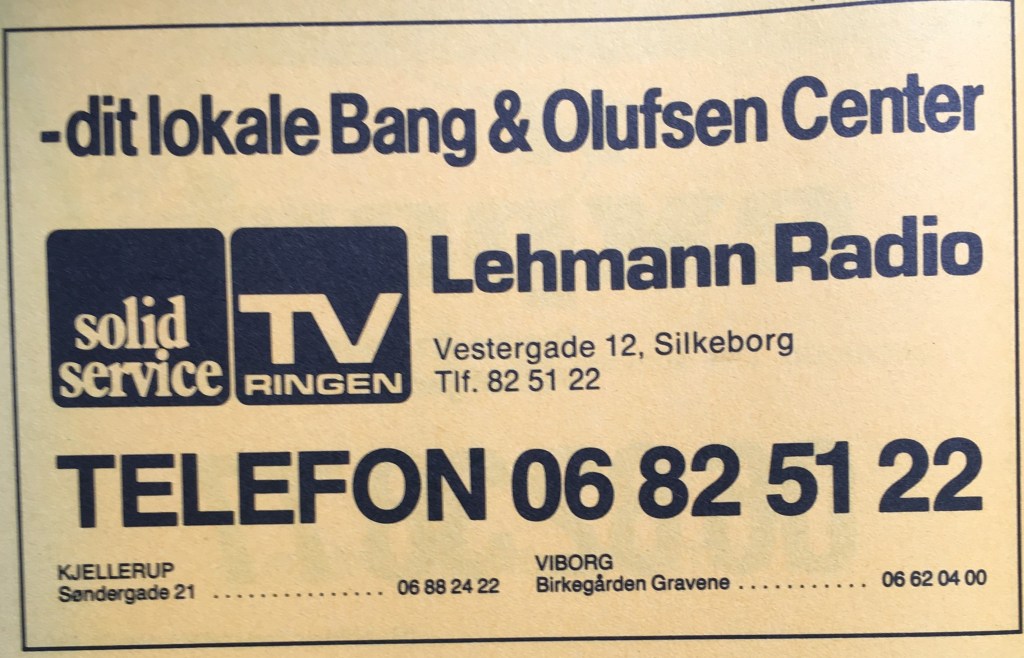 -dit lokale Bang & Olufsen Center
solid
service
TV
RINGEN
Lehmann Radio
Vestergade 12, Silkeborg
Tlf. 82 51 22
TELEFON 06 82 51 22
KJELLERUP
Søndergade 21 ............... 06 88 24 22
VIBORG
Birkegården Gravene ........... 06 62 04 00